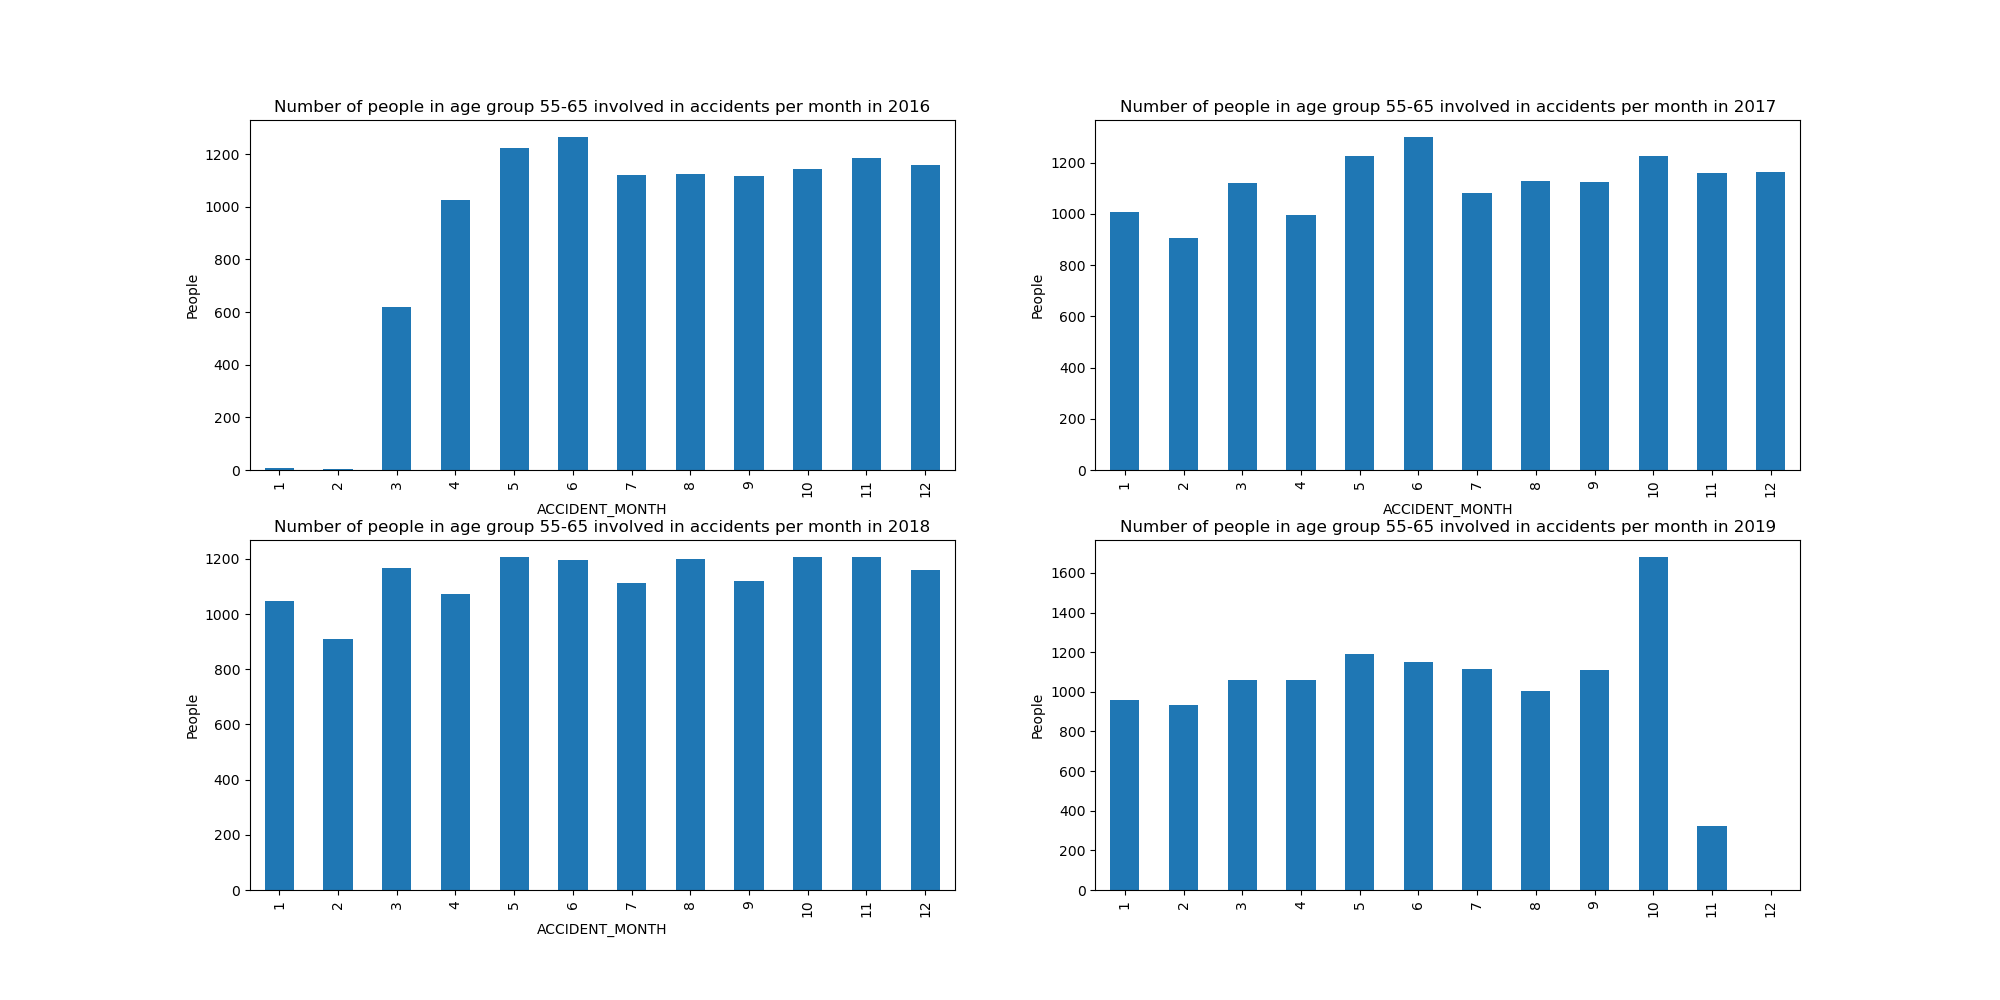 Number of people in age group 55-65 involved in accidents per month in 2016
1200
1000
800
600
400
200
0
People
1 2 3 4 5 6 7 8 9 10 11 12
ACCIDENT_MONTH
Number of people in age group 55-65 involved in accidents per month in 2017
1200
1000
800
600
400
200
0
People
1 2 3 4 5 6 7 8 9 10 11 12
ACCIDENT_MONTH
Number of people in age group 55-65 involved in accidents per month in 2018
1200
1000
800
600
400
200
0
People
1 2 3 4 5 6 7 8 9 10 11 12
ACCIDENT_MONTH
Number of people in age group 55-65 involved in accidents per month in 2019
1600
1400
1200
1000
800
600
400
200
0
People
1 2 3 4 5 6 7 8 9 10 11 12